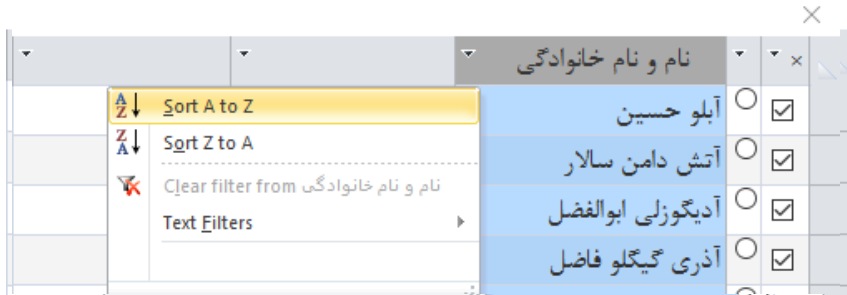 نام و نام خانوادگی
آبلو حسین
آتش دامن سالار
آدیگوزلی ابوالفضل
آذری گیگلو فاضل
Sort A to Z
Sort Z to A
Clear filter from نام و نام خانوادگی
Text Filters